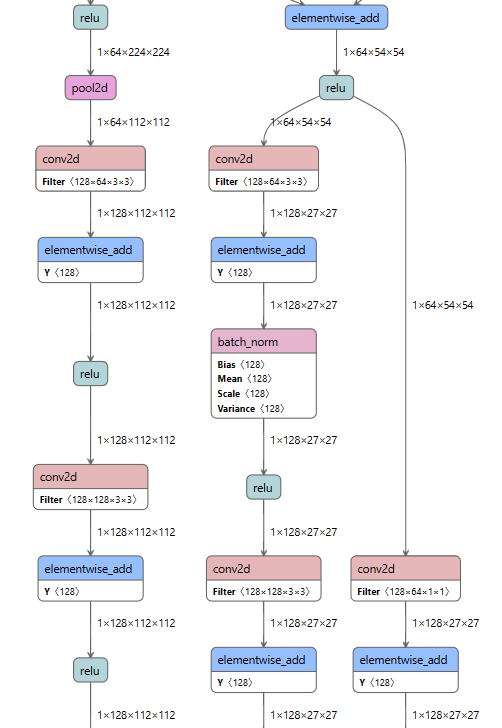 relu
1×64×224×224
pool2d
1×64×112×112
conv2d
Filter 〈128×64×3×3〉
1×128×112×112
elementwise_add
Y 〈128〉
1×128×112×112
relu
1×128×112×112
conv2d
Filter 〈128×128×3×3〉
1×128×112×112
elementwise_add
Y 〈128〉
1×128×112×112
relu
1×128×112×112
elementwise_add
1×64×54×54
relu
1×64×54×54
conv2d
Filter 〈128×64×3×3〉
1×128×27×27
elementwise_add
Y 〈128〉
1×128×27×27
batch_norm
Bias 〈128〉
Mean 〈128〉
Scale 〈128〉
Variance 〈128〉
1×128×27×27
relu
1×128×27×27
conv2d
Filter 〈128×128×3×3〉
1×128×27×27
elementwise_add
Y 〈128〉
1×128×27×27
1×64×54×54
conv2d
Filter 〈128×64×1×1〉
1×128×27×27
elementwise_add
Y 〈128〉
1×128×27×27